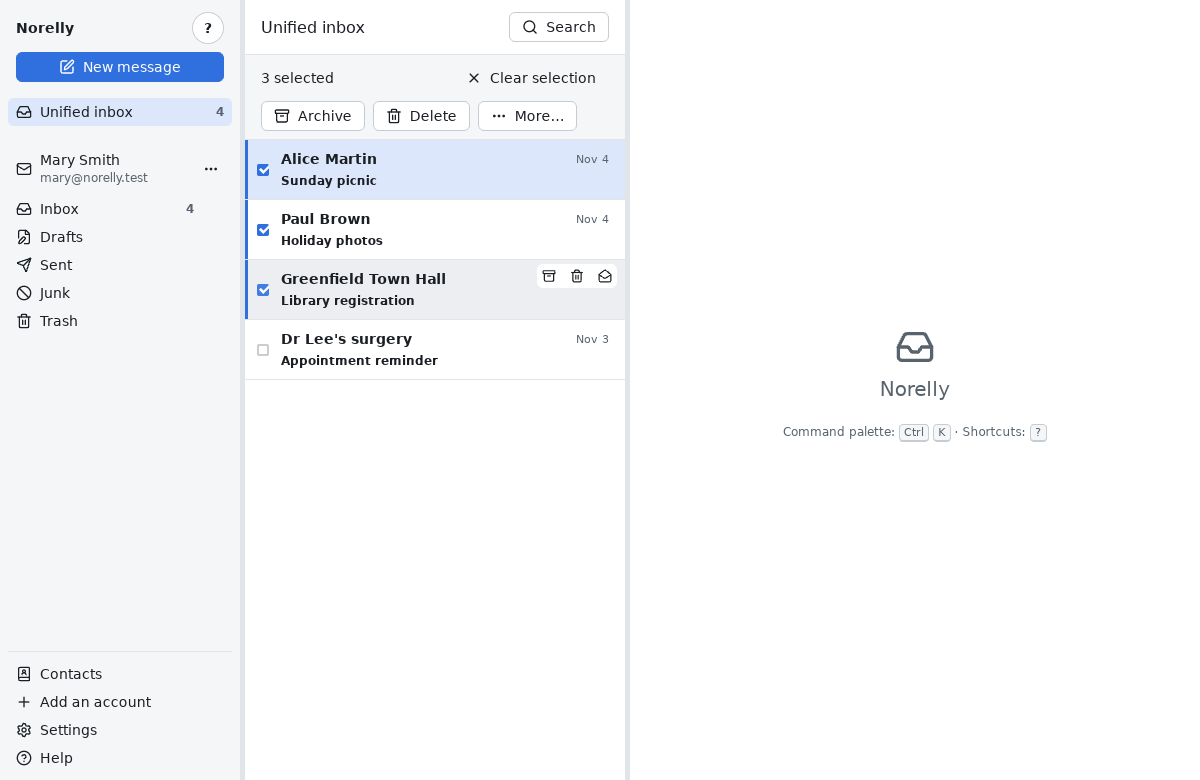 Norelly
?
New message
Unified inbox 4
Mary Smith
mary@norelly.test
Inbox 4
Drafts
Sent
Junk
Trash
Contacts
Add an account
Settings
Help
Unified inbox
Search
3 selected
Clear selection
Archive
Delete
More...
Alice Martin Nov 4
Sunday picnic
Paul Brown Nov 4
Holiday photos
Greenfield Town Hall
Library registration
Dr Lee's surgery Nov 3
Appointment reminder
Norelly
Command palette: Ctrl K · Shortcuts: ?